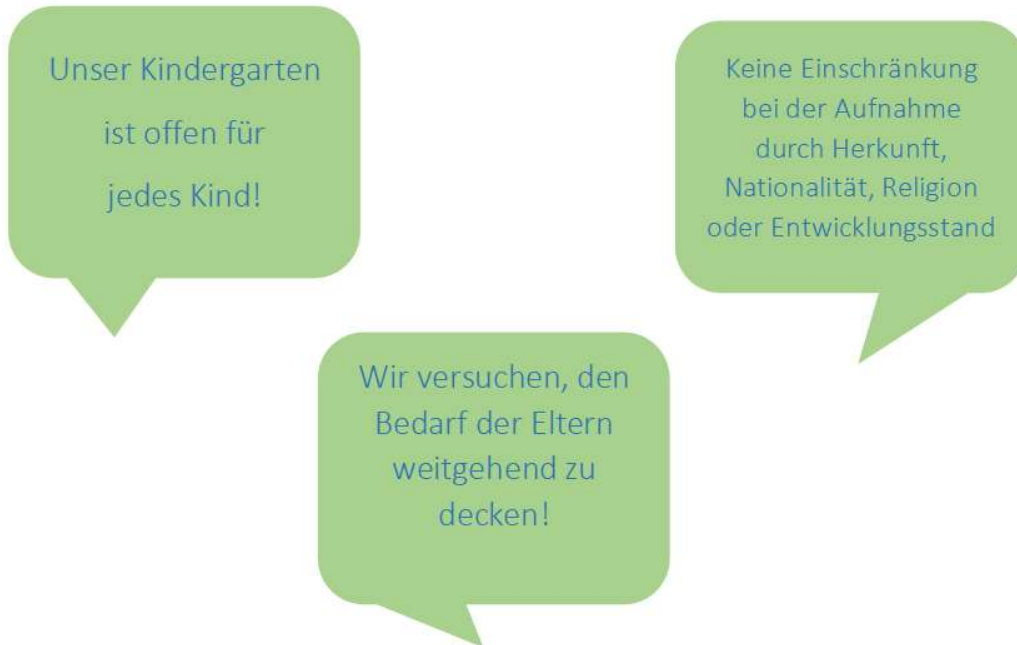 Unser Kindergarten
ist offen für
jedes Kind!
Keine Einschränkung
bei der Aufnahme
durch Herkunft,
Nationalität, Religion
oder Entwicklungsstand
Wir versuchen, den
Bedarf der Eltern
weitgehend zu
decken!